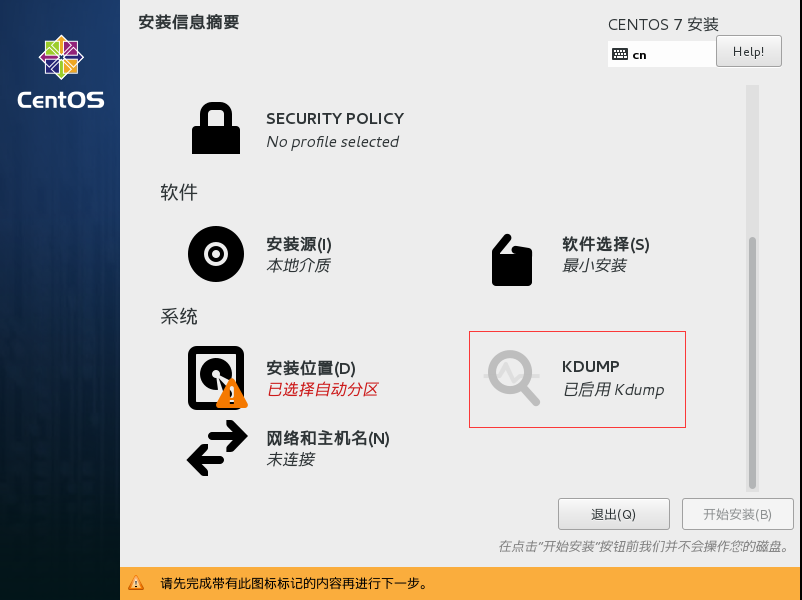 安装信息摘要
CENTOS 7 安装
cn
Help!
CentOS
SECURITY POLICY
No profile selected
软件
安装源(I)
本地介质
软件选择(S)
最小安装
系统
安装位置(D)
已选择自动分区
KDUMP
已启用 Kdump
网络和主机名(N)
未连接
退出(Q)
开始安装(B)
在点击"开始安装"按钮前我们并不会操作您的磁盘。
请先完成带有此图标标记的内容再进行下一步。